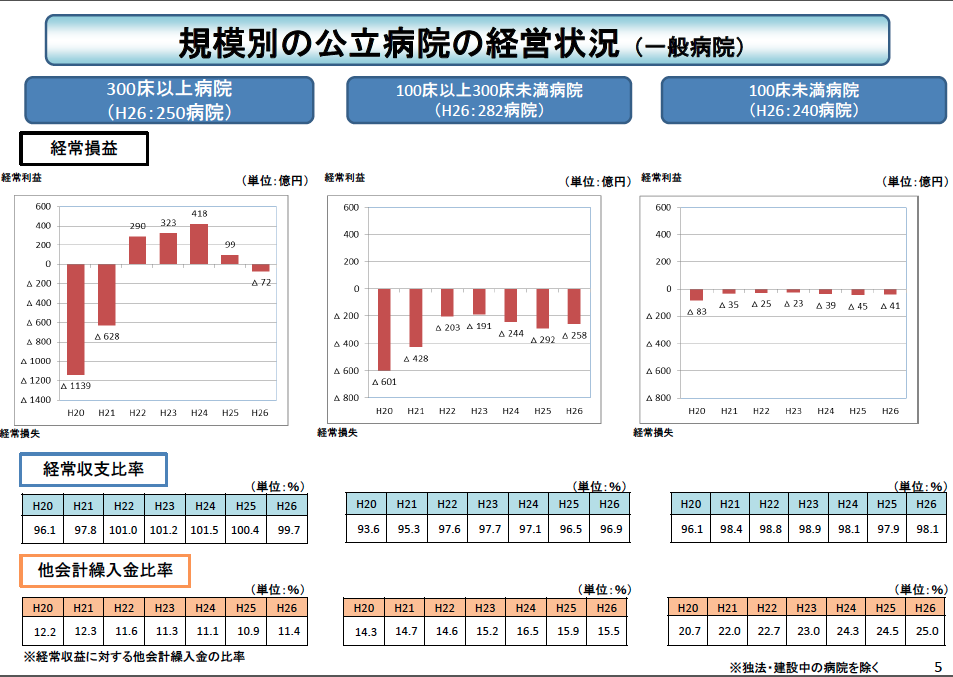 規模別の公立病院の経営状況（一般病院）
300床以上病院
（H26：250病院）
100床以上300床未満病院
（H26：282病院）
100床未満病院
（H26：240病院）
経常損益
経常利益
（単位：億円）
600
400
200
0
△ 200
△ 400
△ 600
△ 800
△ 1000
△ 1200
△ 1400
△ 1139
△ 628
290
323
418
99
△ 72
H20 H21 H22 H23 H24 H25 H26
経常損失
経常利益
（単位：億円）
600
400
200
0
△ 200
△ 400
△ 600
△ 800
△ 601
△ 428
△ 203
△ 191
△ 244
△ 292
△ 258
H20 H21 H22 H23 H24 H25 H26
経常損失
経常利益
（単位：億円）
600
400
200
0
△ 200
△ 400
△ 600
△ 800
△ 83
△ 35
△ 25
△ 23
△ 39
△ 45
△ 41
H20 H21 H22 H23 H24 H25 H26
経常損失
経常収支比率
（単位：％）
H20 H21 H22 H23 H24 H25 H26
96.1 97.8 101.0 101.2 101.5 100.4 99.7
（単位：％）
H20 H21 H22 H23 H24 H25 H26
93.6 95.3 97.6 97.7 97.1 96.5 96.9
（単位：％）
H20 H21 H22 H23 H24 H25 H26
96.1 98.4 98.8 98.9 98.1 97.9 98.1
他会計繰入金比率
（単位：％）
H20 H21 H22 H23 H24 H25 H26
12.2 12.3 11.6 11.3 11.1 10.9 11.4
（単位：％）
H20 H21 H22 H23 H24 H25 H26
14.3 14.7 14.6 15.2 16.5 15.9 15.5
（単位：％）
H20 H21 H22 H23 H24 H25 H26
20.7 22.0 22.7 23.0 24.3 24.5 25.0
※経常収益に対する他会計繰入金の比率
※独法・建設中の病院を除く
5